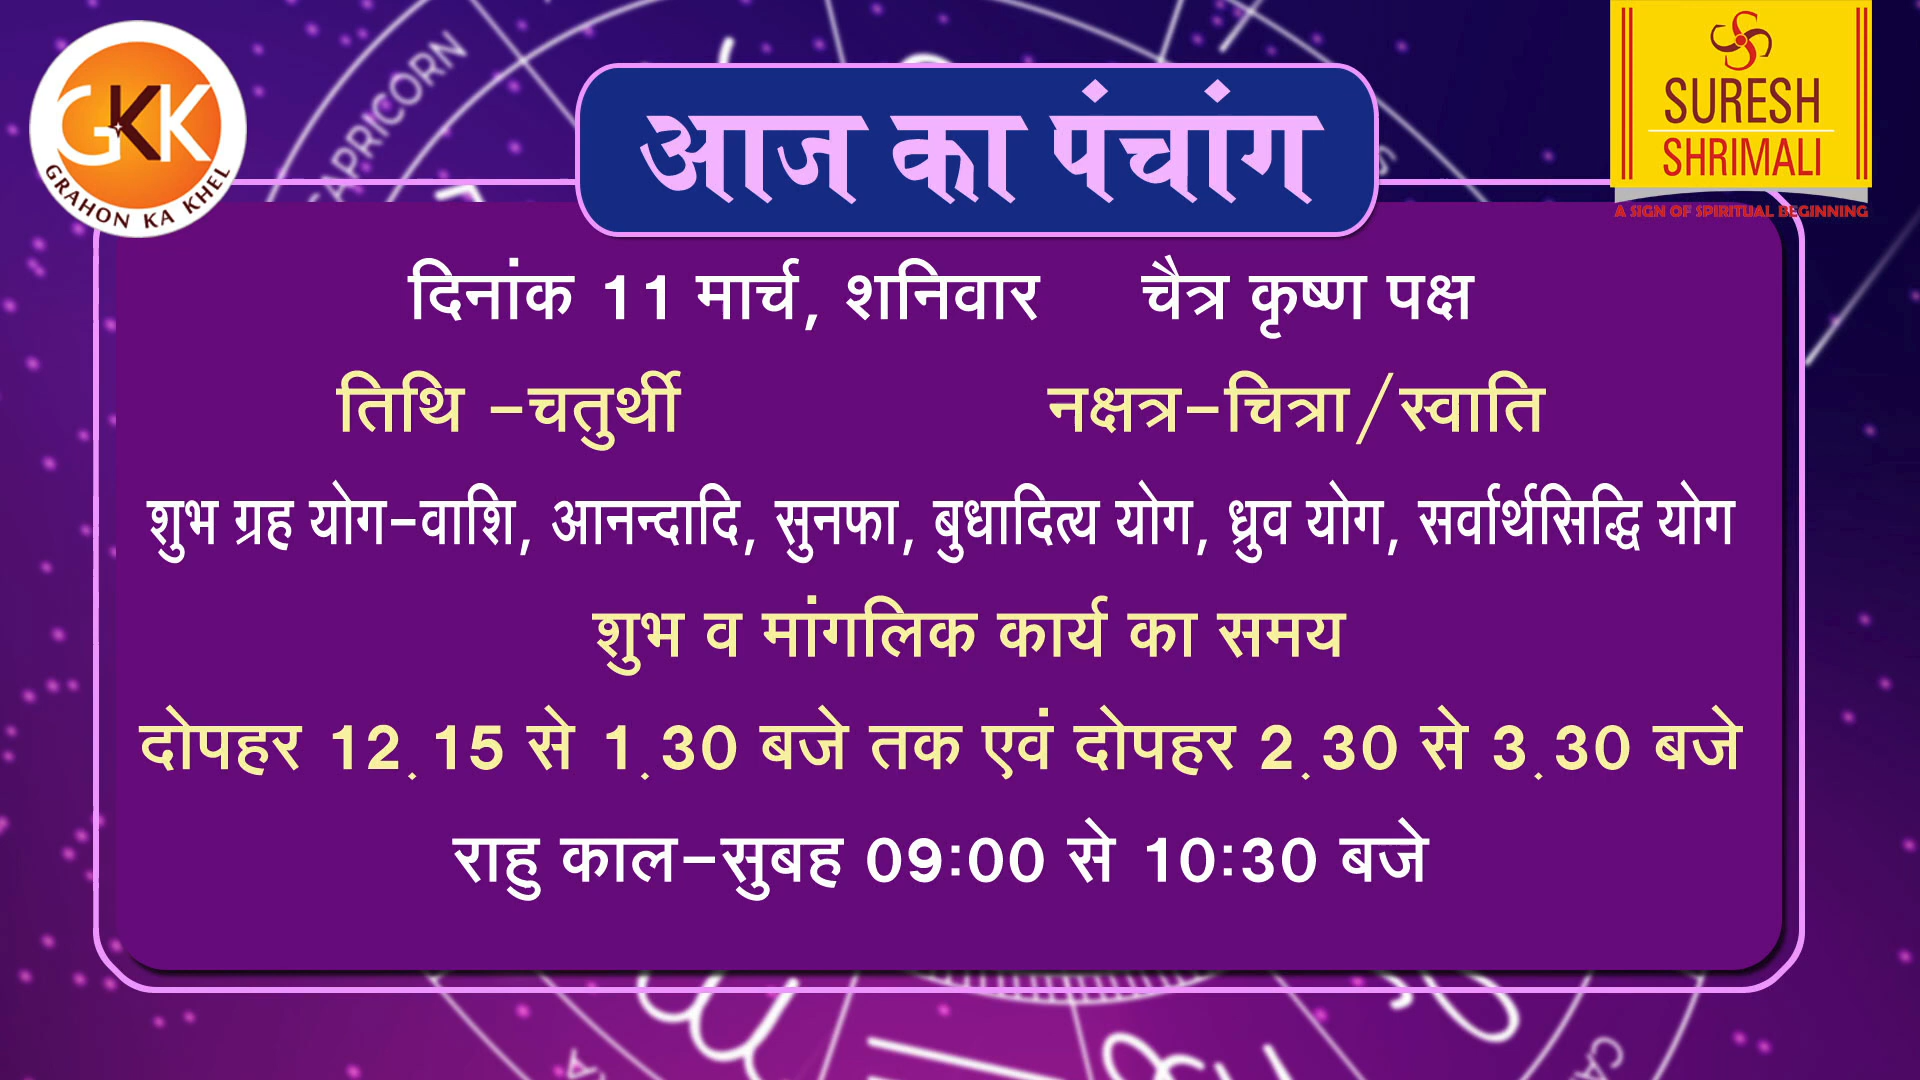 GKK
GRAHON KA KHEL
CAPRICORN
आज का पंचांग
SURESH
SHRIMALI
A SIGN OF SPIRITUAL BEGINNING
दिनांक 11 मार्च, शनिवार चैत्र कृष्ण पक्ष
तिथि -चतुर्थी नक्षत्र-चित्रा/स्वाति
शुभ ग्रह योग-वाशि, आनन्दादि, सुनफा, बुधादित्य योग, ध्रुव योग, सर्वार्थसिद्धि योग
शुभ व मांगलिक कार्य का समय
दोपहर 12.15 से 1.30 बजे तक एवं दोपहर 2.30 से 3.30 बजे
राहु काल-सुबह 09:00 से 10:30 बजे